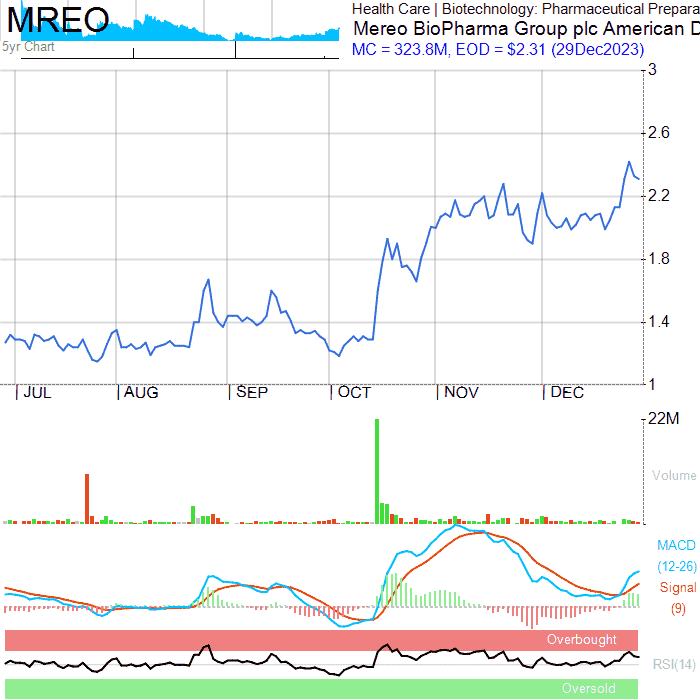 MREO
5yr Chart
Health Care | Biotechnology: Pharmaceutical Prepara
Mereo BioPharma Group plc American D
MC = 323.8M, EOD = $2.31 (29Dec2023)
3
2.6
2.2
1.8
1.4
1
JUL AUG SEP OCT NOV DEC
22M
Volume
MACD
(12-26)
Signal
(9)
Overbought
RSI(14)
Oversold